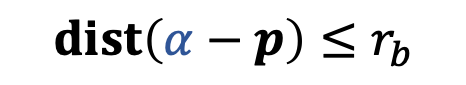 dist(α − p) ≤ r_b